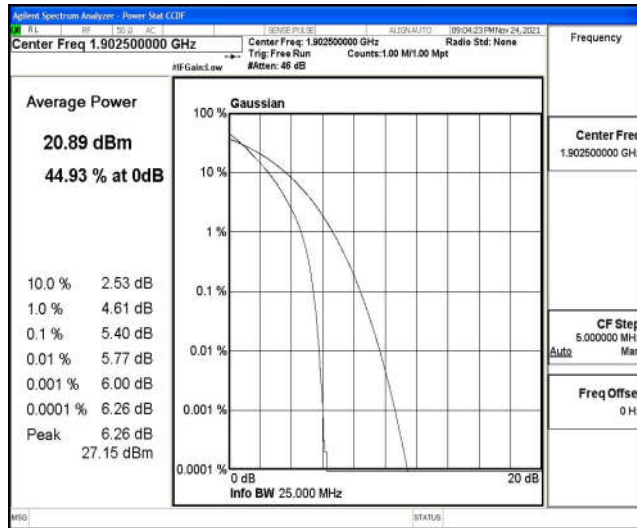 Agilent Spectrum Analyzer - Power Stat CCDF
RL RF 50 Ω AC SENSE:PULSE ALIGNAUTO 09:04:23 PM Nov 24, 2021
Center Freq 1.902500000 GHz
Center Freq: 1.902500000 GHz Radio Std: None
Trig: Free Run Counts:1.00 M/1.00 Mpt
#IFGain:Low #Atten: 46 dB
Frequency
Average Power
20.89 dBm
44.93 % at 0dB
10.0 % 2.53 dB
1.0 % 4.61 dB
0.1 % 5.40 dB
0.01 % 5.77 dB
0.001 % 6.00 dB
0.0001 % 6.26 dB
Peak 6.26 dB
27.15 dBm
Gaussian
100 %
10 %
1 %
0.1 %
0.01 %
0.001 %
0.0001 %
0 dB 20 dB
Info BW 25.000 MHz
Center Freq
1.902500000 GHz
CF Step
5.000000 MHz
Auto Man
Freq Offset
0 Hz
MSG STATUS